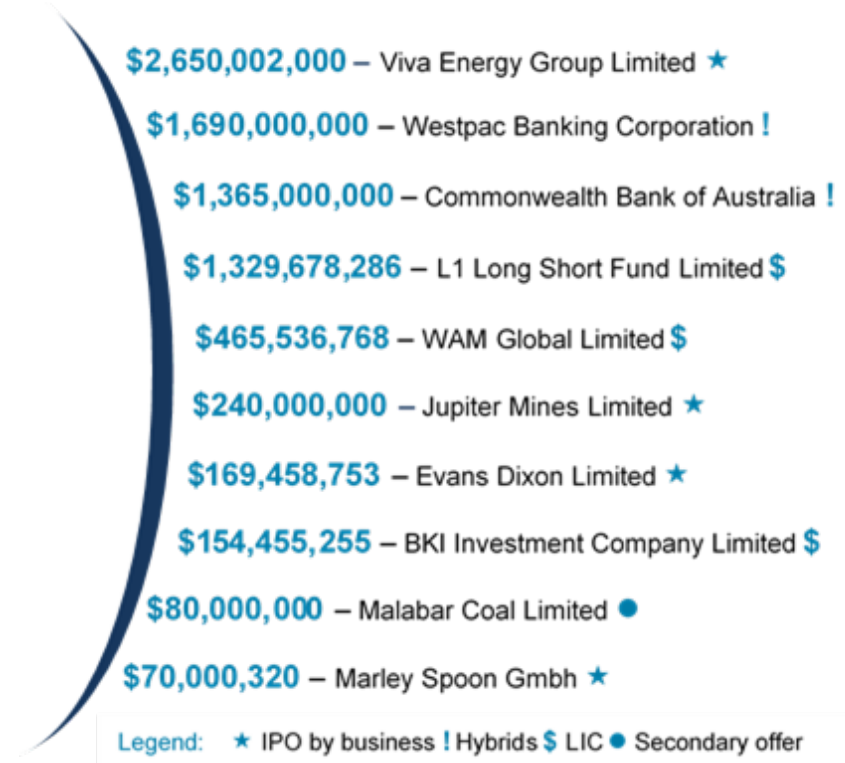 $2,650,002,000 – Viva Energy Group Limited ★
$1,690,000,000 – Westpac Banking Corporation !
$1,365,000,000 – Commonwealth Bank of Australia !
$1,329,678,286 – L1 Long Short Fund Limited $
$465,536,768 – WAM Global Limited $
$240,000,000 – Jupiter Mines Limited ★
$169,458,753 – Evans Dixon Limited ★
$154,455,255 – BKI Investment Company Limited $
$80,000,000 – Malabar Coal Limited ●
$70,000,320 – Marley Spoon Gmbh ★
Legend: ★ IPO by business ! Hybrids $ LIC ● Secondary offer